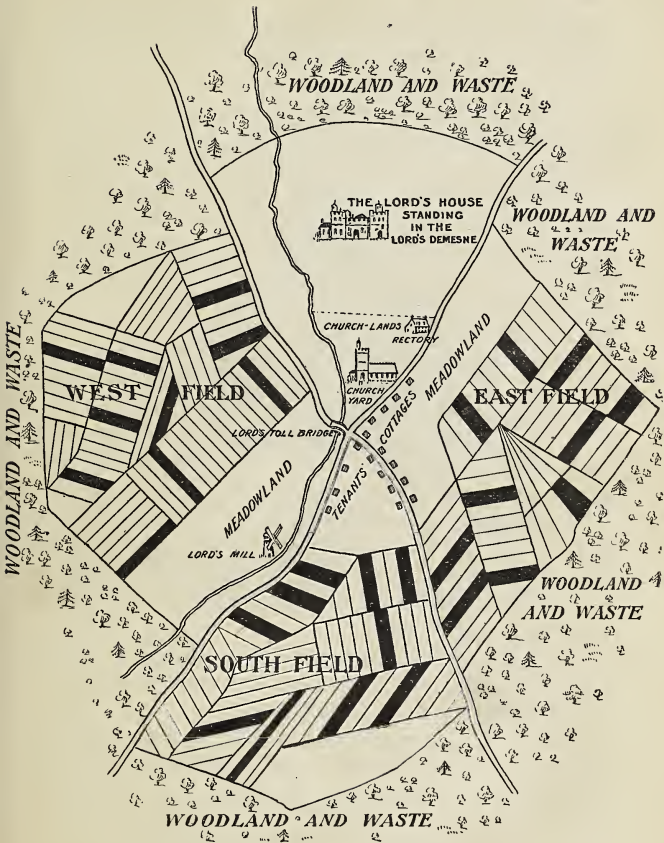 WOODLAND AND WASTE
THE LORD'S HOUSE
STANDING
IN THE
LORD'S DEMESNE
WOODLAND AND
WASTE
CHURCH-LANDS
RECTORY
CHURCH
YARD
MEADOWLAND
COTTAGES
TENANTS'
WEST FIELD
EAST FIELD
LORD'S TOLL BRIDGE
WOODLAND AND WASTE
MEADOWLAND
LORD'S MILL
WOODLAND
AND WASTE
SOUTH FIELD
WOODLAND AND WASTE